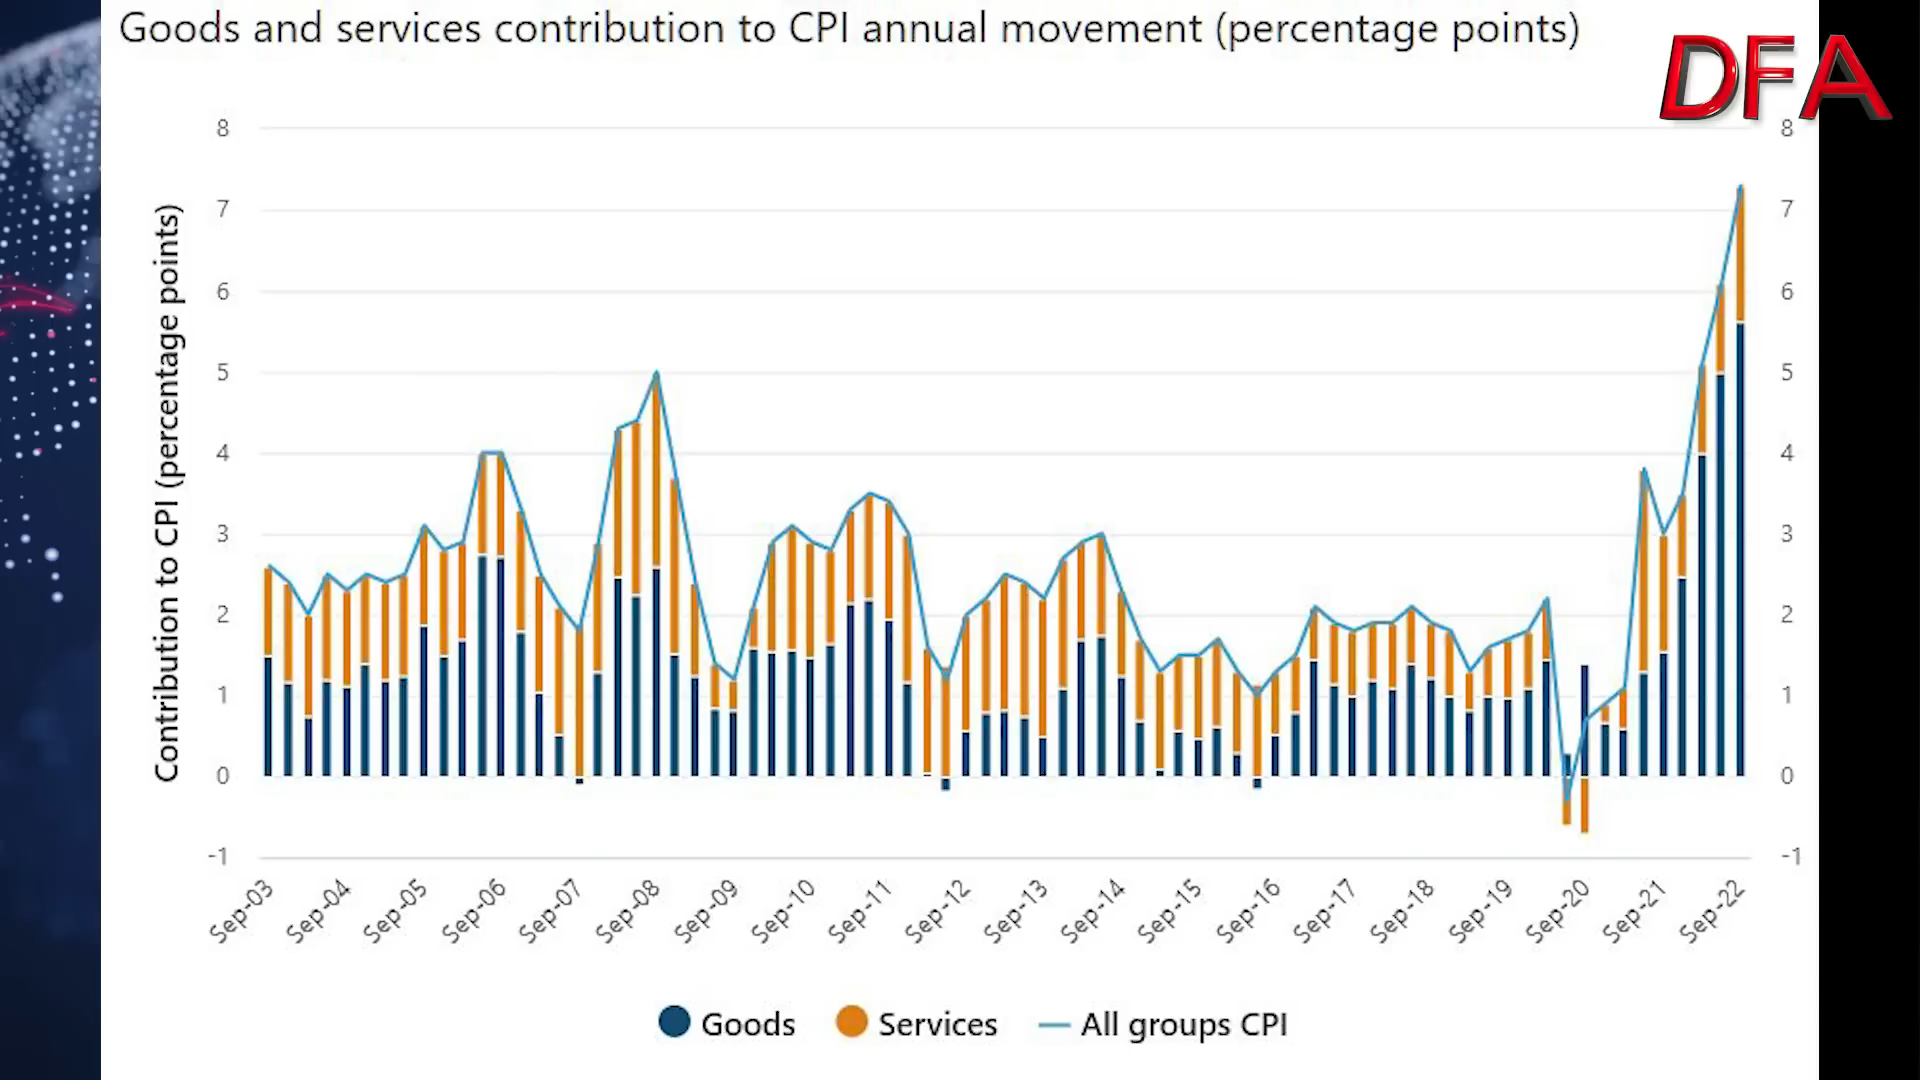 Goods and services contribution to CPI annual movement (percentage points)
DFA
Contribution to CPI (percentage points)
8
7
6
5
4
3
2
1
0
-1
8
7
6
5
4
3
2
1
0
-1
Sep-03
Sep-04
Sep-05
Sep-06
Sep-07
Sep-08
Sep-09
Sep-10
Sep-11
Sep-12
Sep-13
Sep-14
Sep-15
Sep-16
Sep-17
Sep-18
Sep-19
Sep-20
Sep-21
Sep-22
Goods Services All groups CPI